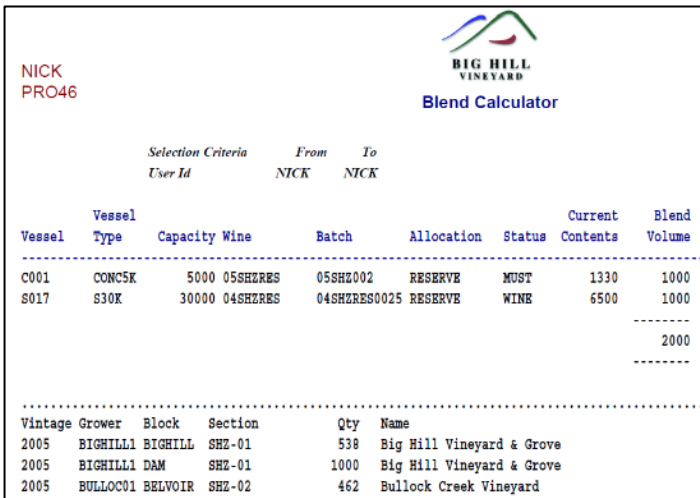 BIG HILL
VINEYARD
NICK
PRO46
Blend Calculator
Selection Criteria From To
User Id NICK NICK
Vessel Current Blend
Vessel Type Capacity Wine Batch Allocation Status Contents Volume
C001 CONC5K 5000 05SHZRES 05SHZ002 RESERVE MUST 1330 1000
S017 S30K 30000 04SHZRES 04SHZRES0025 RESERVE WINE 6500 1000
2000
Vintage Grower Block Section Qty Name
2005 BIGHILL1 BIGHILL SHZ-01 538 Big Hill Vineyard & Grove
2005 BIGHILL1 DAM SHZ-01 1000 Big Hill Vineyard & Grove
2005 BULLOC01 BELVOIR SHZ-02 462 Bullock Creek Vineyard